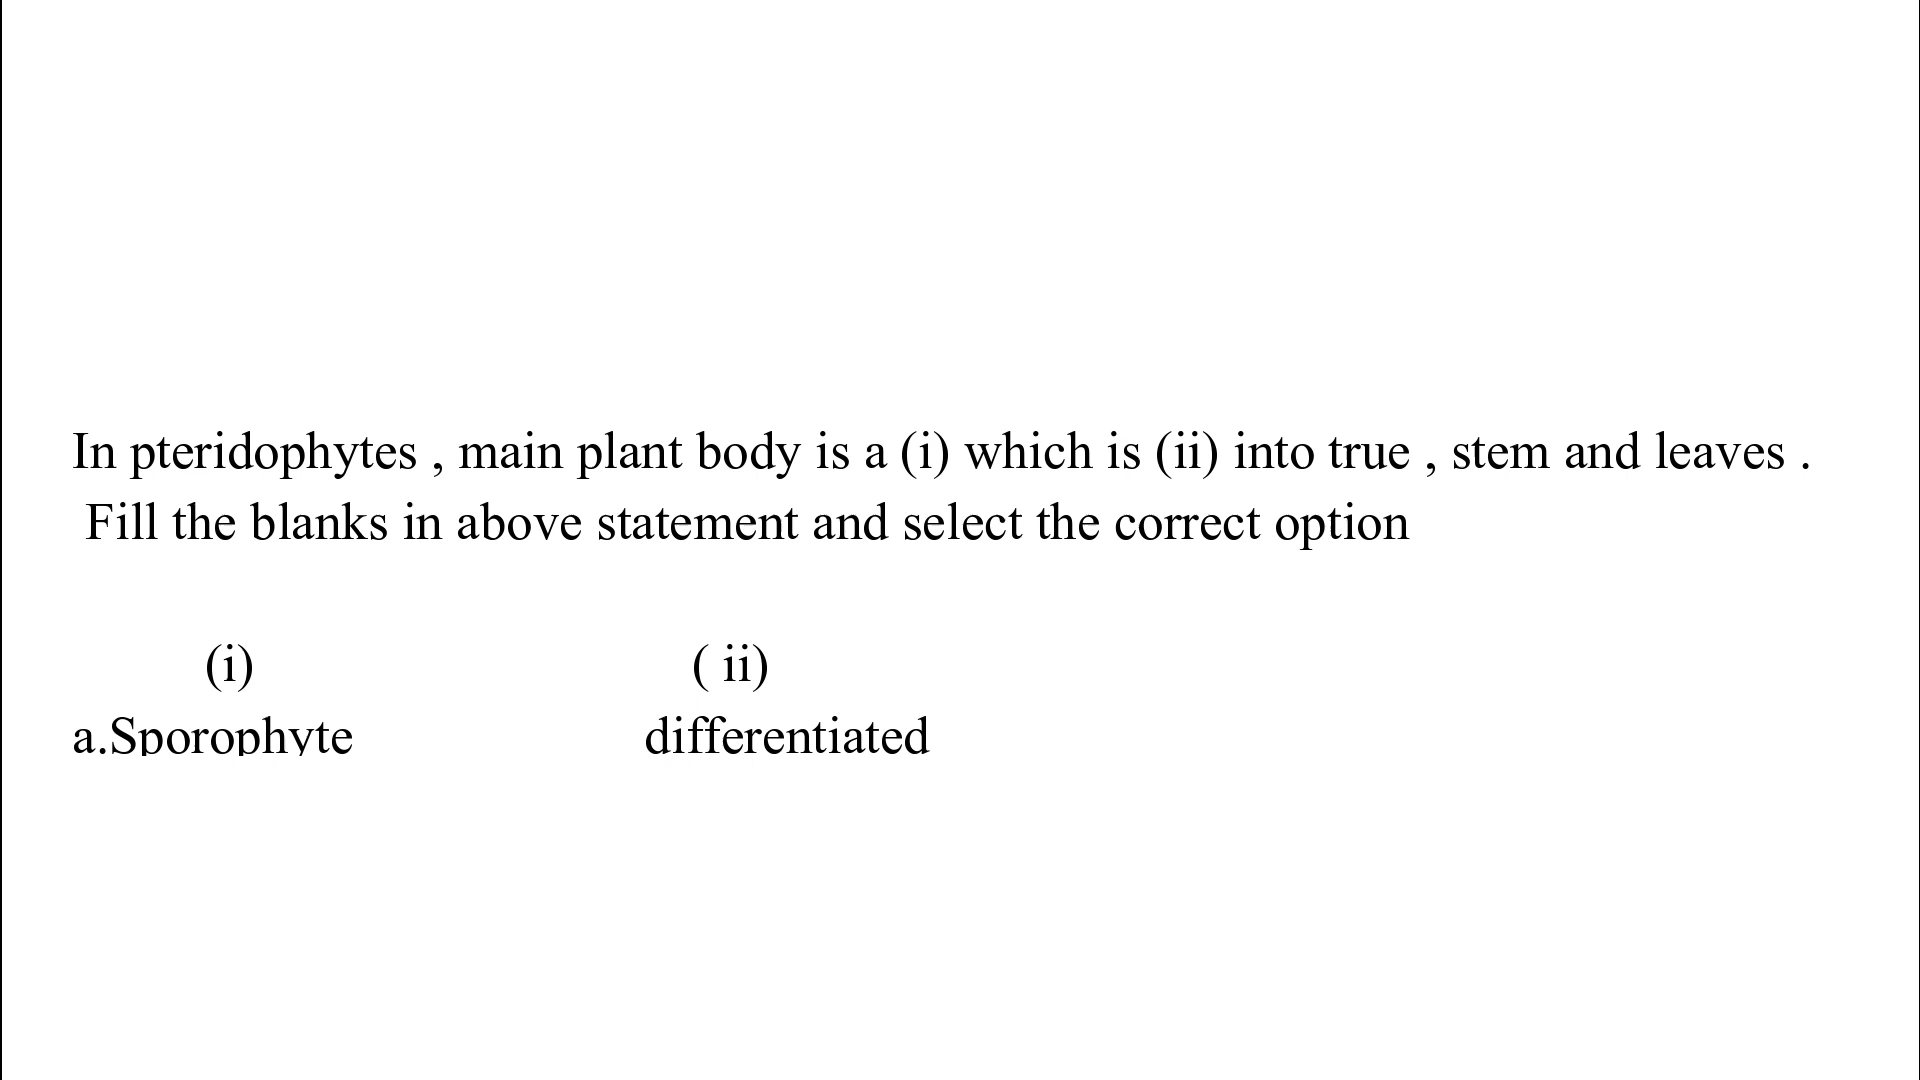 In pteridophytes , main plant body is a (i) which is (ii) into true , stem and leaves .
Fill the blanks in above statement and select the correct option
(i) ( ii)
a.Sporophyte differentiated